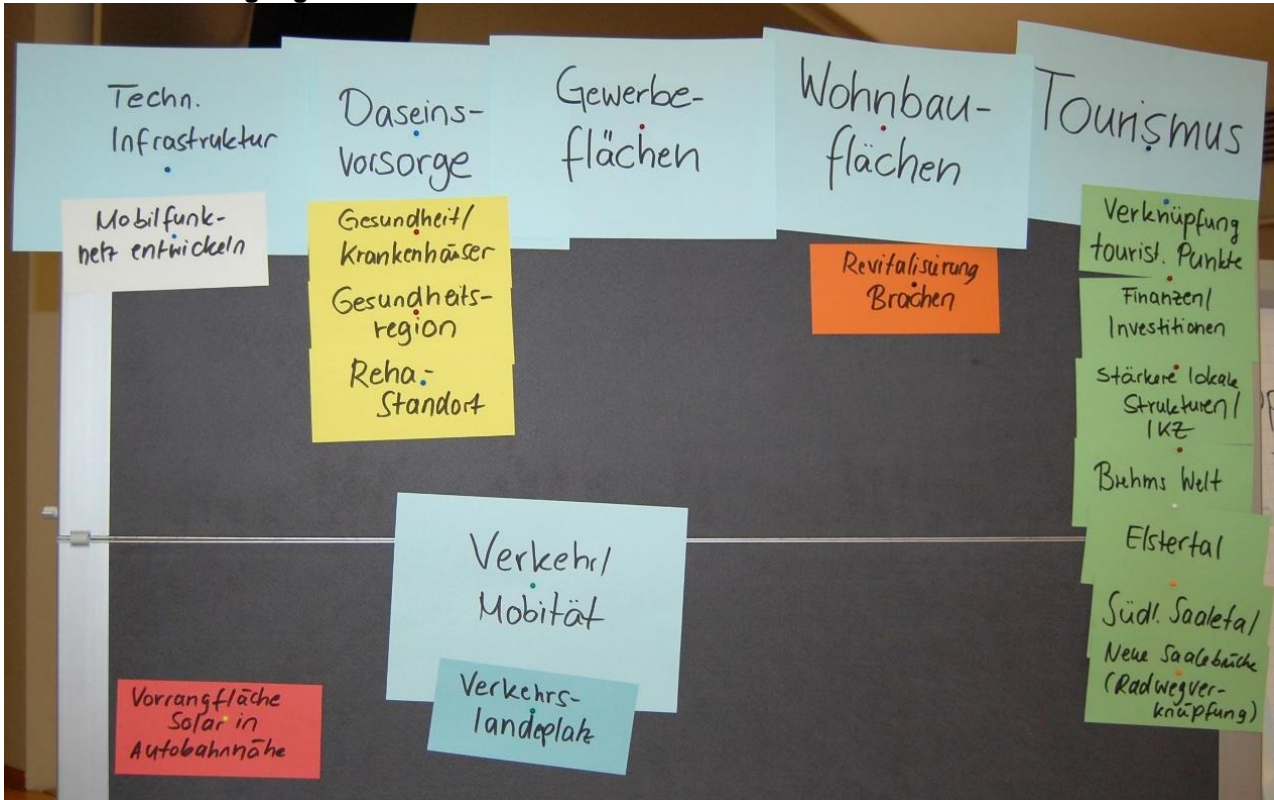 Techn.
Infrastruktur
Mobilfunk-
netz entwickeln
Daseins-
vorsorge
Gesundheit/
Krankenhäuser
Gesundheits-
region
Reha-
Standort
Gewerbe-
flächen
Wohnbau-
flächen
Revitalisierung
Brachen
Tourismus
Verknüpfung
tourist. Punkte
Finanzen/
Investitionen
Stärkere lokale
Strukturen/
IKZ
Brehms Welt
Elstertal
Südl. Saaletal
Neue Saalebrücke
(Radwegver-
knüpfung)
Verkehr/
Mobität
Verkehrs-
landeplatz
Vorrangfläche
Solar in
Autobahnnähe